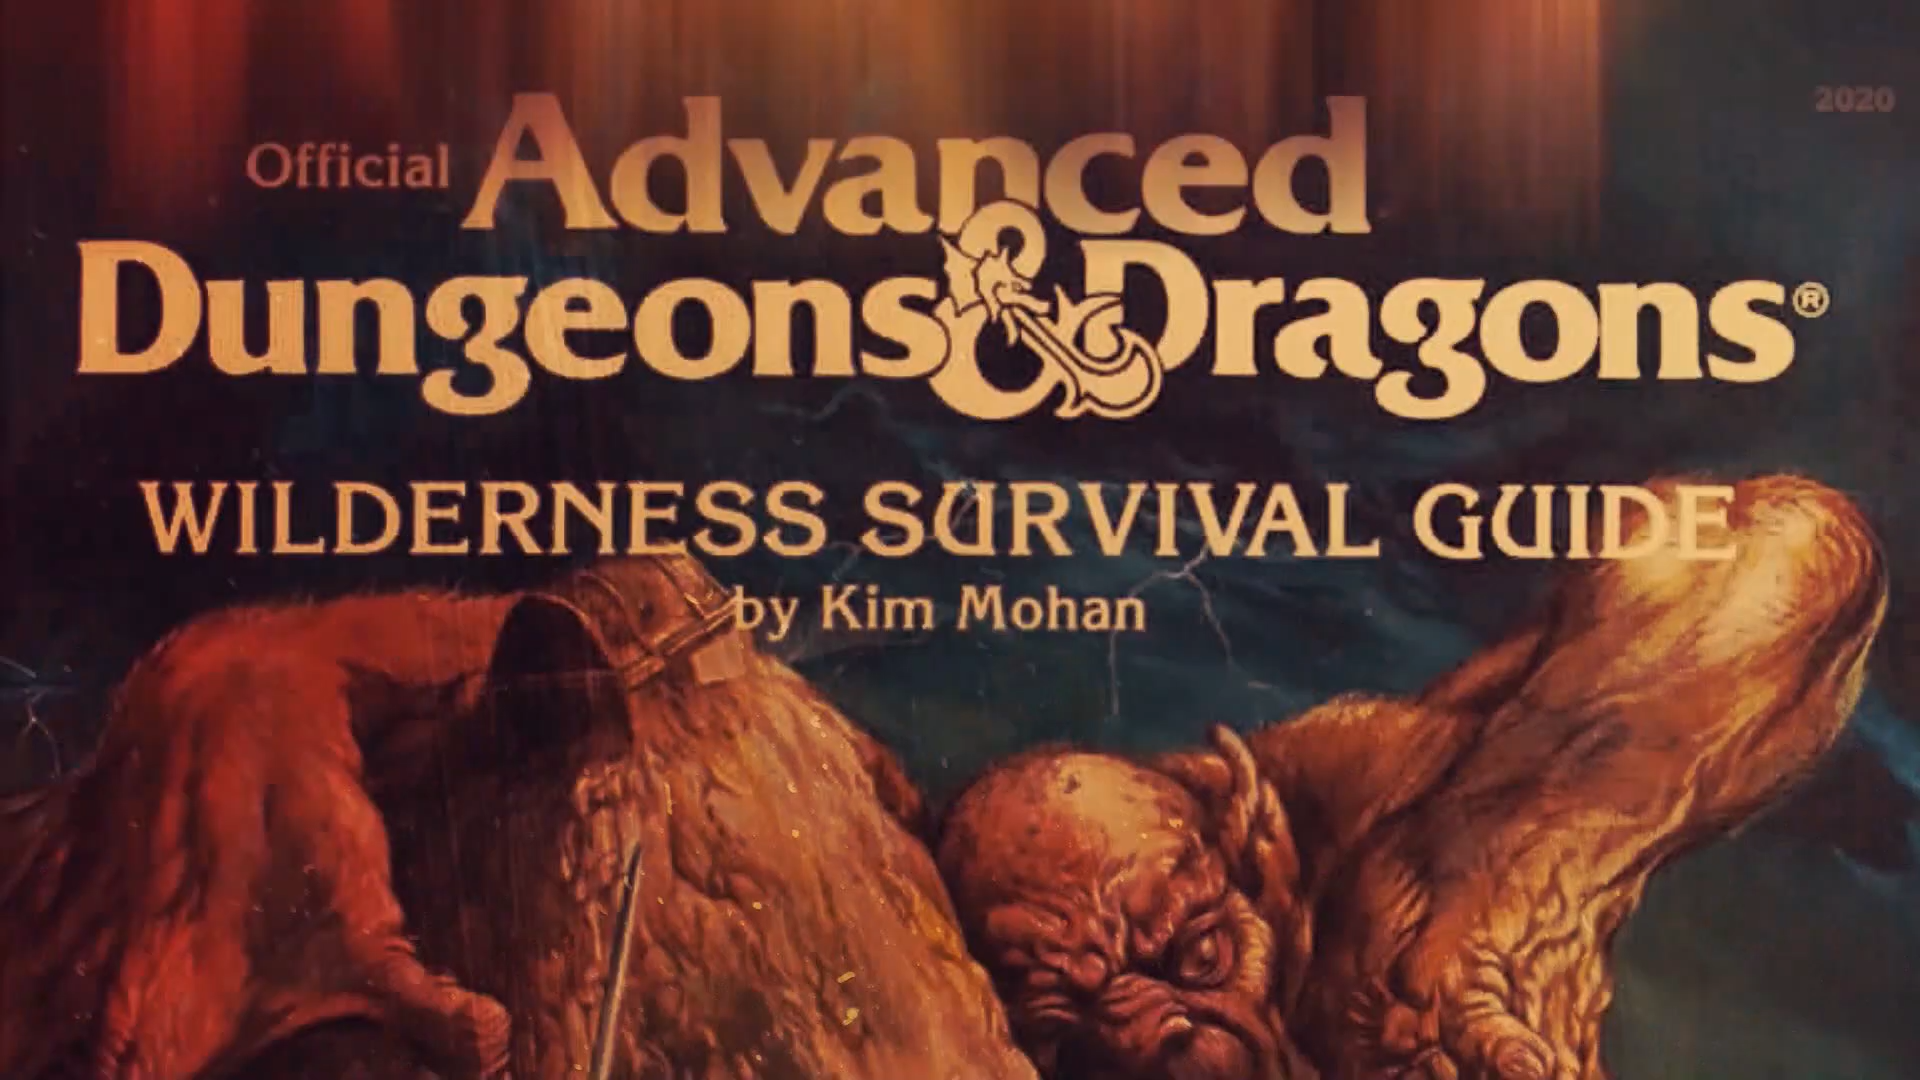 2020
Official Advanced
Dungeons & Dragons®
WILDERNESS SURVIVAL GUIDE
by Kim Mohan